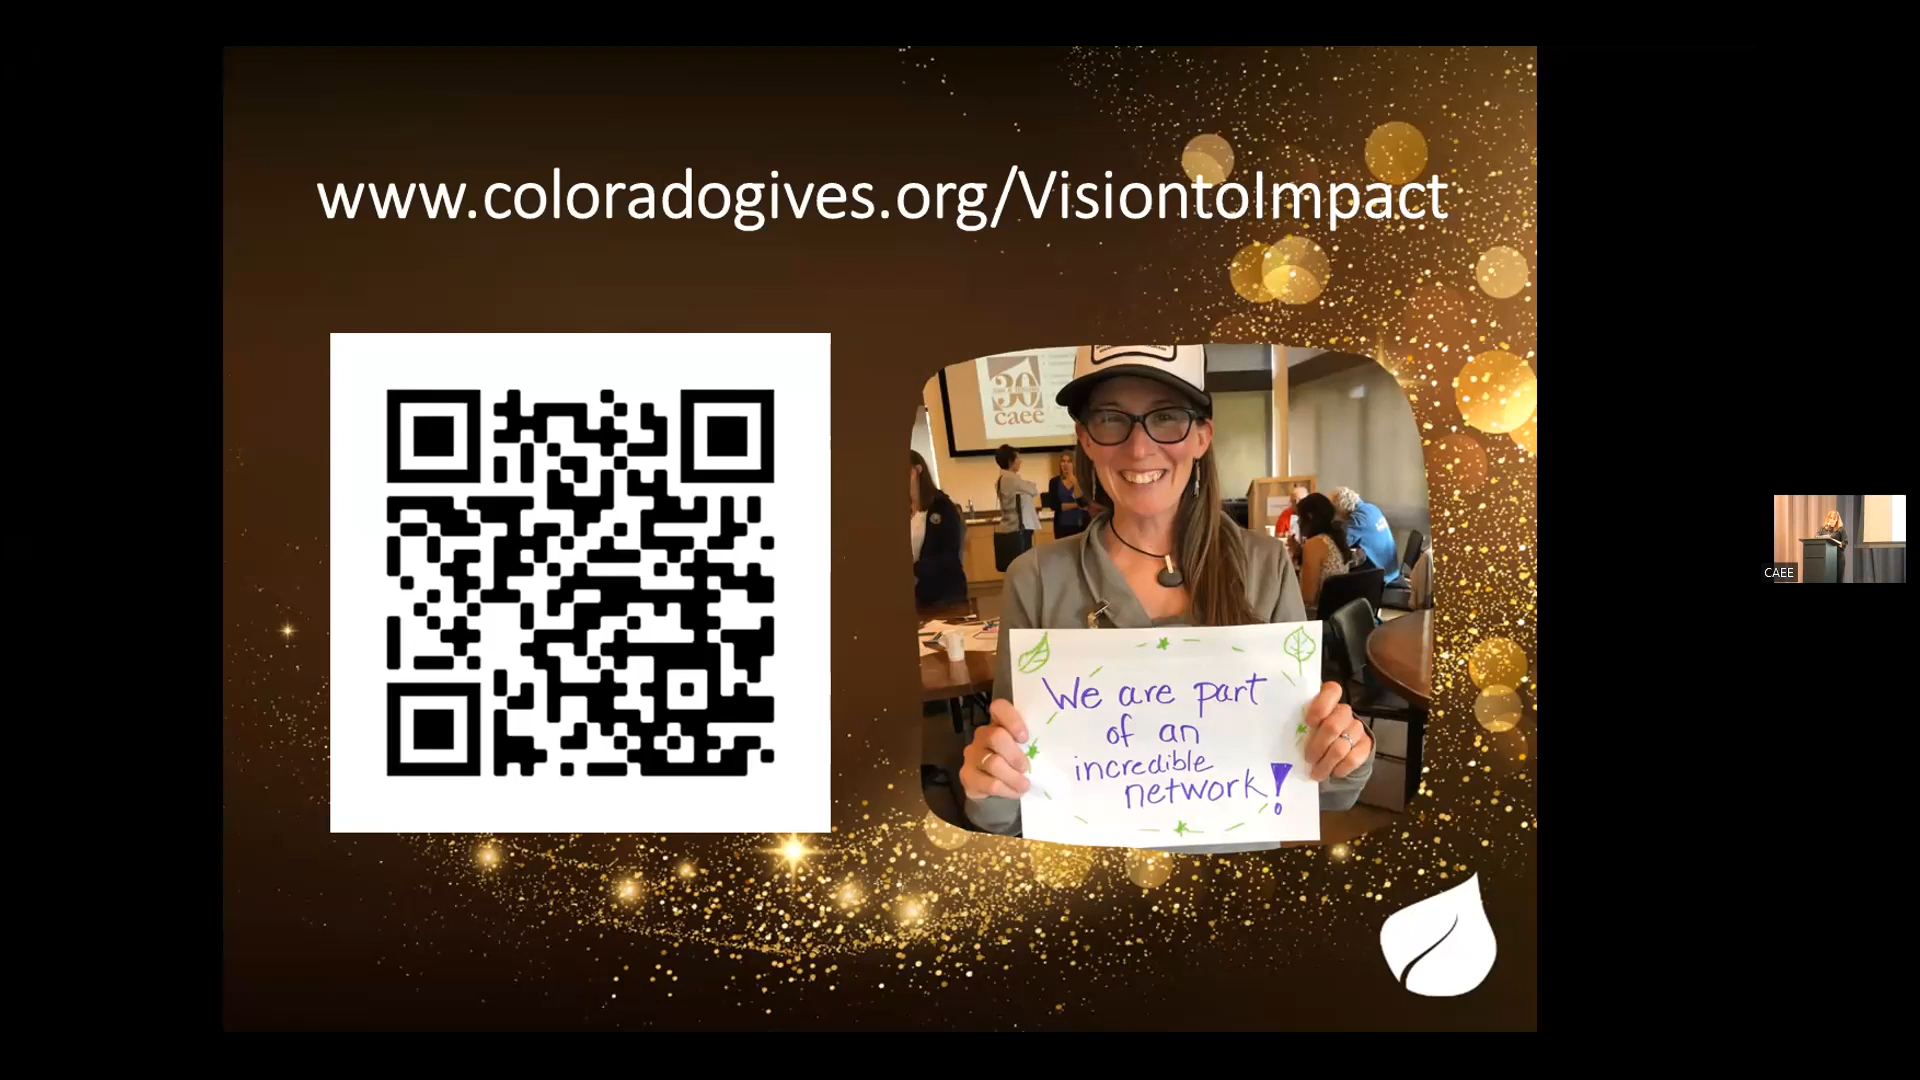 www.coloradogives.org/VisiontoImpact
30
caee
We are part
of an
incredible
network!
CAEE